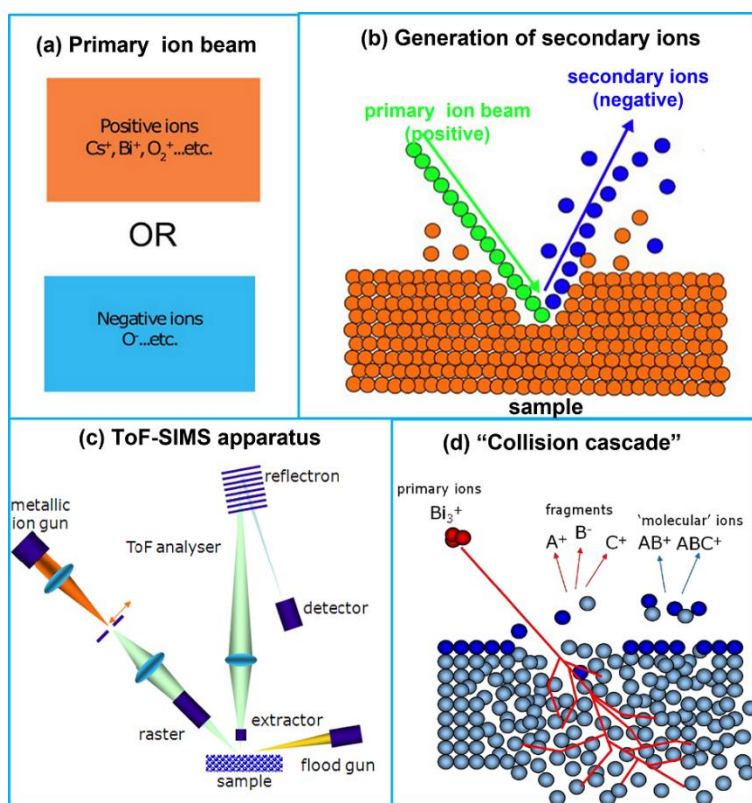 (a) Primary ion beam
Positive ions
Cs⁺, Bi⁺, O₂⁺...etc.
OR
Negative ions
O⁻...etc.
(b) Generation of secondary ions
secondary ions
(negative)
primary ion beam
(positive)
sample
(c) ToF-SIMS apparatus
reflectron
metallic
ion gun
ToF analyser
detector
raster
extractor
flood gun
sample
(d) “Collision cascade”
primary ions
Bi₃⁺
fragments
A⁺ B⁻ C⁺
‘molecular’ ions
AB⁺ ABC⁺